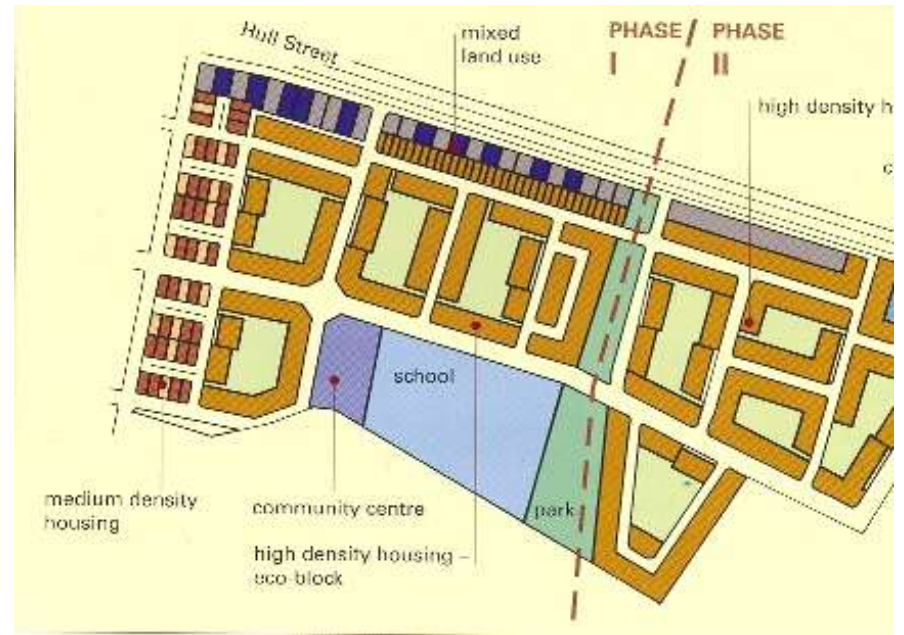 Hull Street
mixed
land use
PHASE
I
PHASE
II
high density h
c
school
medium density
housing
community centre
park
high density housing –
eco-block